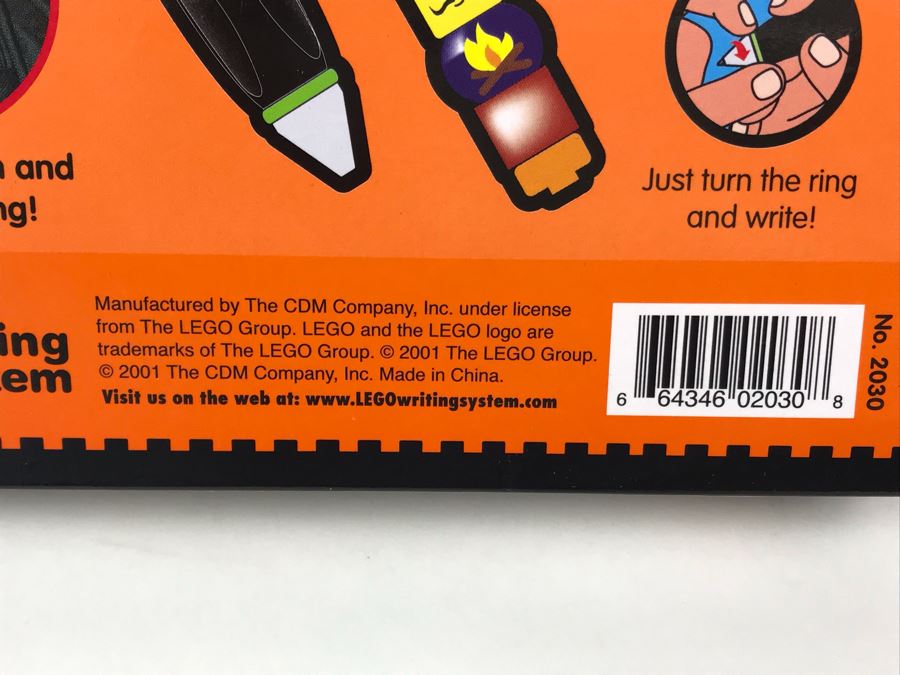 and
ng!
Just turn the ring
and write!
ing
em
Manufactured by The CDM Company, Inc. under license
from The LEGO Group. LEGO and the LEGO logo are
trademarks of The LEGO Group. © 2001 The LEGO Group.
© 2001 The CDM Company, Inc. Made in China.
Visit us on the web at: www.LEGOwritingsystem.com
6 64346 02030 8
No. 2030